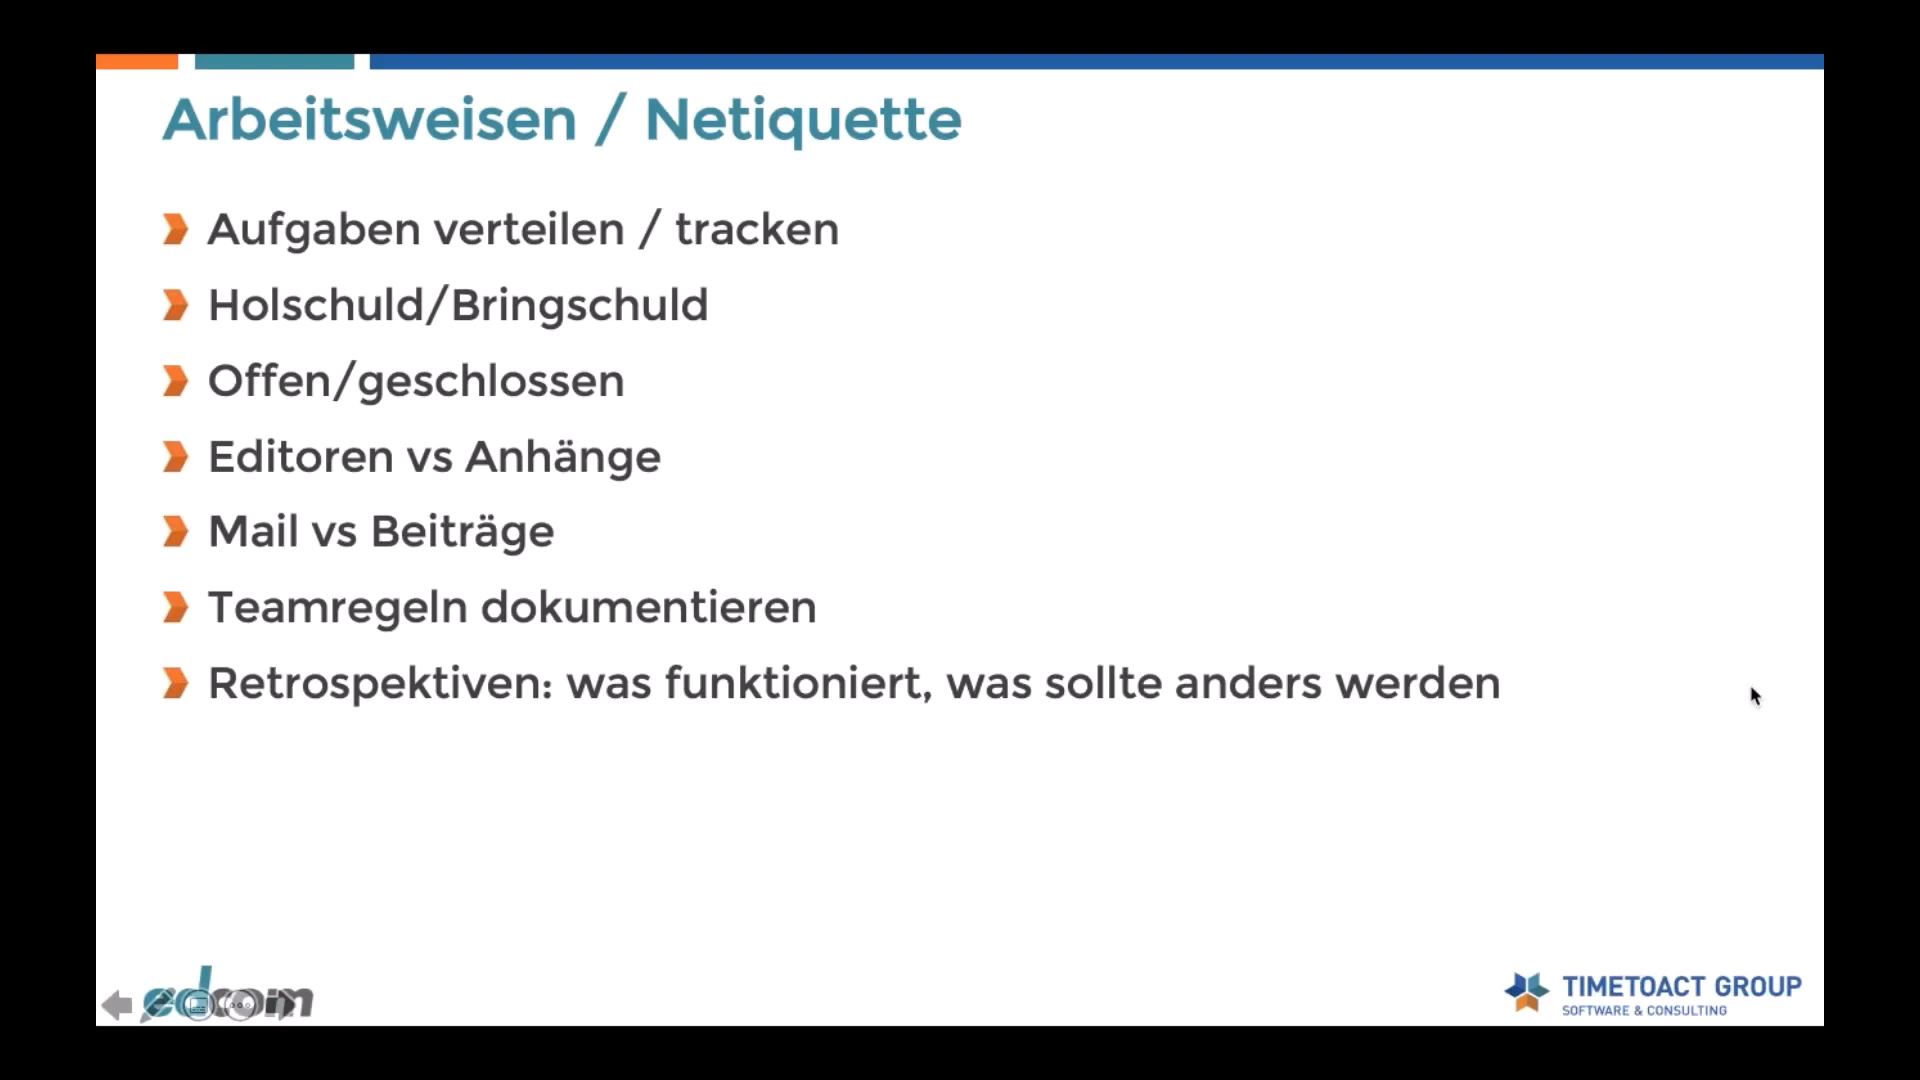 Arbeitsweisen / Netiquette
Aufgaben verteilen / tracken
Holschuld/Bringschuld
Offen/geschlossen
Editoren vs Anhänge
Mail vs Beiträge
Teamregeln dokumentieren
Retrospektiven: was funktioniert, was sollte anders werden
edcom
TIMETOACT GROUP
SOFTWARE & CONSULTING